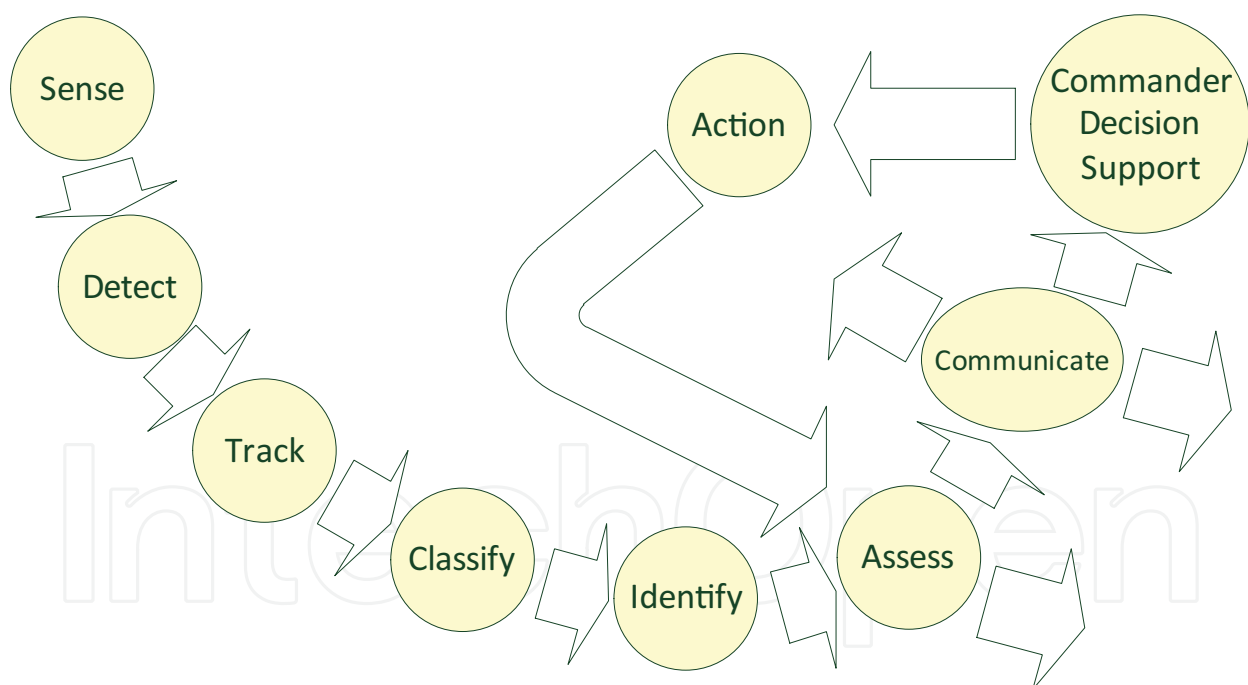 Sense
Detect
Track
Classify
Identify
Assess
Communicate
Commander
Decision
Support
Action
IntechOpen